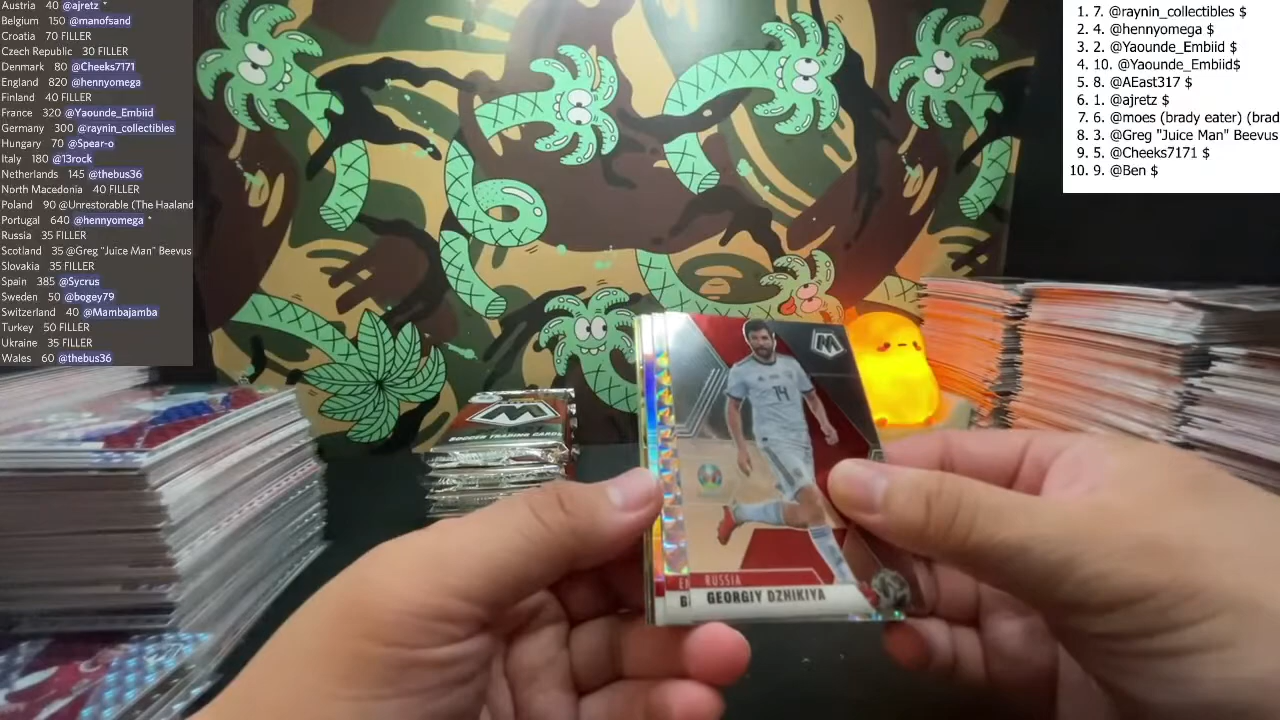 Austria 40 @ajretz *
Belgium 150 @manofsand
Croatia 70 FILLER
Czech Republic 30 FILLER
Denmark 80 @Cheeks7171
England 820 @hennyomega
Finland 40 FILLER
France 320 @Yaounde_Embiid
Germany 300 @raynin_collectibles
Hungary 70 @Spear-o
Italy 180 @13rock
Netherlands 145 @thebus36
North Macedonia 40 FILLER
Poland 90 @Unrestorable (The Haaland
Portugal 640 @hennyomega *
Russia 35 FILLER
Scotland 35 @Greg "Juice Man" Beevus
Slovakia 35 FILLER
Spain 385 @Sycrus
Sweden 50 @bogey79
Switzerland 40 @Mambajamba
Turkey 50 FILLER
Ukraine 35 FILLER
Wales 60 @thebus36
1. 7. @raynin_collectibles $
2. 4. @hennyomega $
3. 2. @Yaounde_Embiid $
4. 10. @Yaounde_Embiid$
5. 8. @AEast317 $
6. 1. @ajretz $
7. 6. @moes (brady eater) (brad
8. 3. @Greg "Juice Man" Beevus
9. 5. @Cheeks7171 $
10. 9. @Ben $
M
SOCCER TRADING CARDS
M
14
RUSSIA
GEORGIY DZHIKIYA